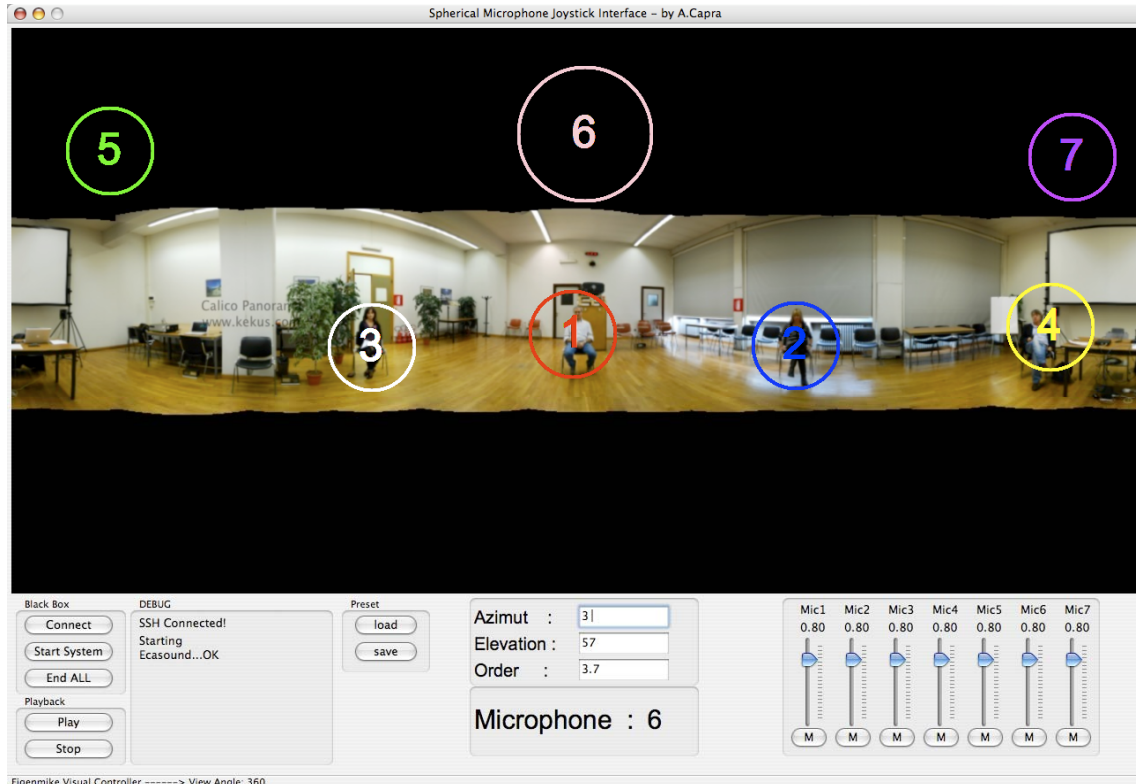 Spherical Microphone Joystick Interface – by A.Capra
5
6
7
Calico Panorama
www.kekus.com
3
1
2
4
Black Box
Connect
Start System
End ALL
Playback
Play
Stop
DEBUG
SSH Connected!
Starting
Ecasound...OK
Preset
load
save
Azimut : 3
Elevation : 57
Order : 3.7
Microphone : 6
Mic1 Mic2 Mic3 Mic4 Mic5 Mic6 Mic7
0.80 0.80 0.80 0.80 0.80 0.80 0.80
M M M M M M M
Eigenmike Visual Controller ------> View Angle: 360